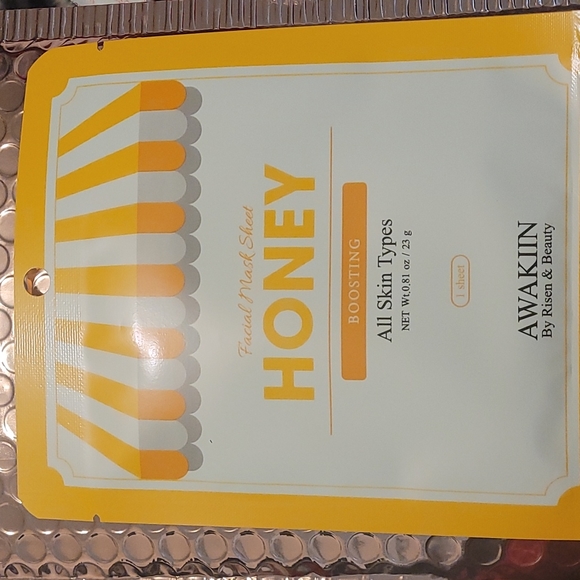 Facial Mask Sheet
HONEY
BOOSTING
All Skin Types
NET Wt.0.81 oz / 23 g
1 sheet
AWAKIIN
By Risen & Beauty